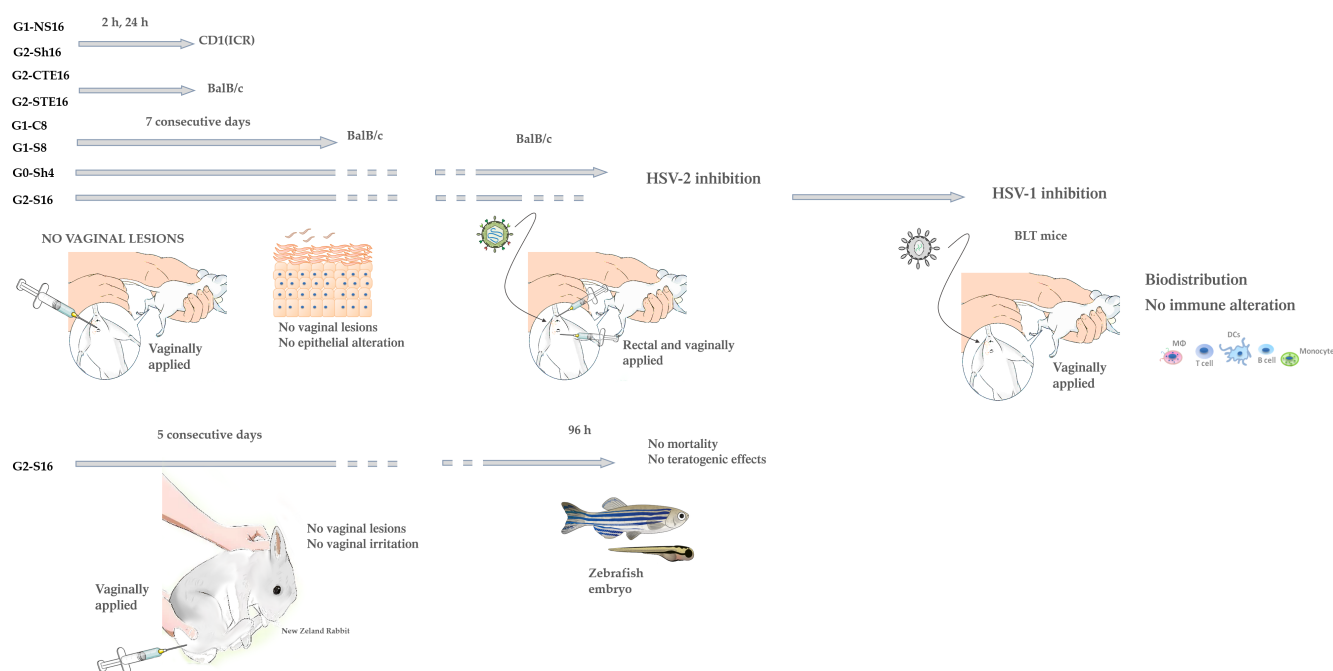 G1-NS16
2 h, 24 h
CD1(ICR)
G2-Sh16
G2-CTE16
BalB/c
G2-STE16
G1-C8
7 consecutive days
BalB/c
BalB/c
G1-S8
G0-Sh4
HSV-2 inhibition
HSV-1 inhibition
G2-S16
NO VAGINAL LESIONS
BLT mice
Biodistribution
No immune alteration
No vaginal lesions
No epithelial alteration
Vaginally
applied
Rectal and vaginally
applied
Vaginally
applied
MΦ
T cell
DCs
B cell
Monocyte
5 consecutive days
96 h
No mortality
No teratogenic effects
G2-S16
No vaginal lesions
No vaginal irritation
Vaginally
applied
New Zeland Rabbit
Zebrafish
embryo